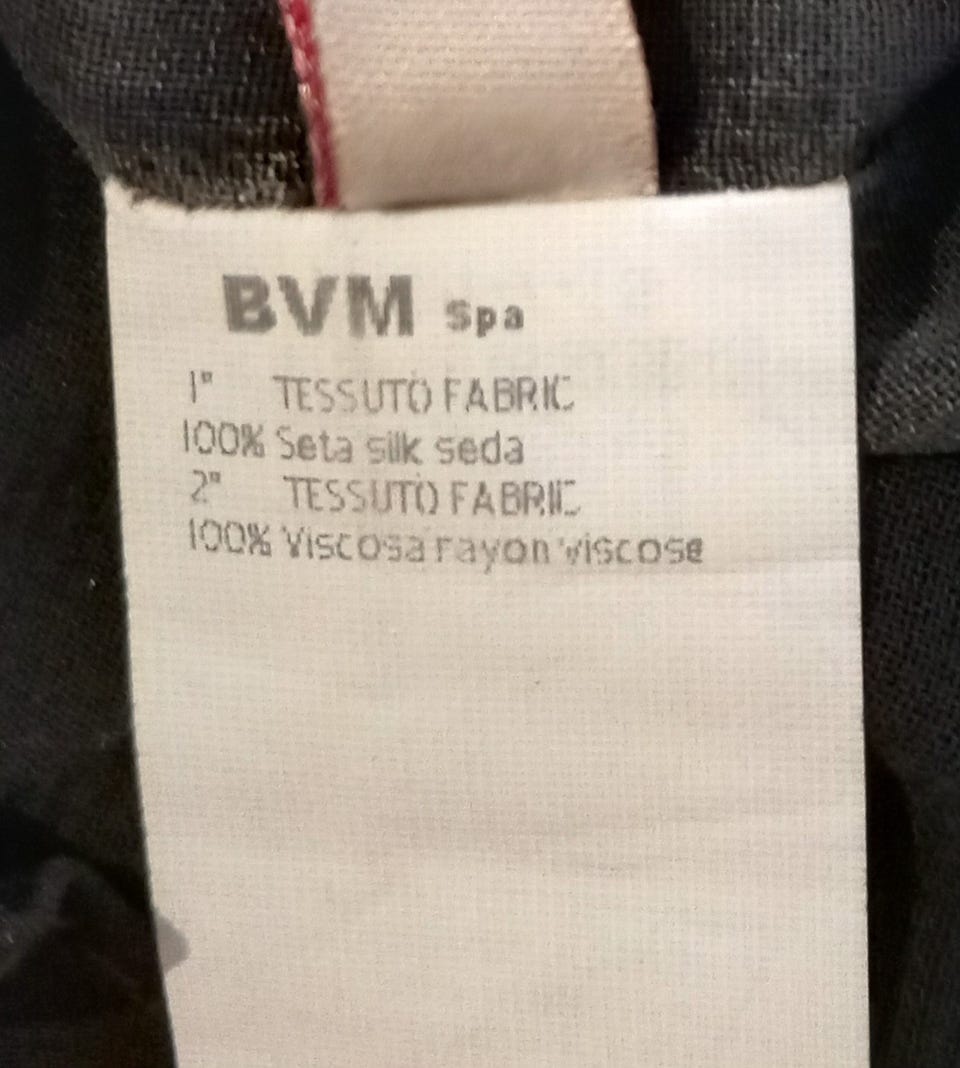 BVM Spa
1° TESSUTO FABRIC
100% Seta silk seda
2° TESSUTO FABRIC
100% Viscosa rayon viscose